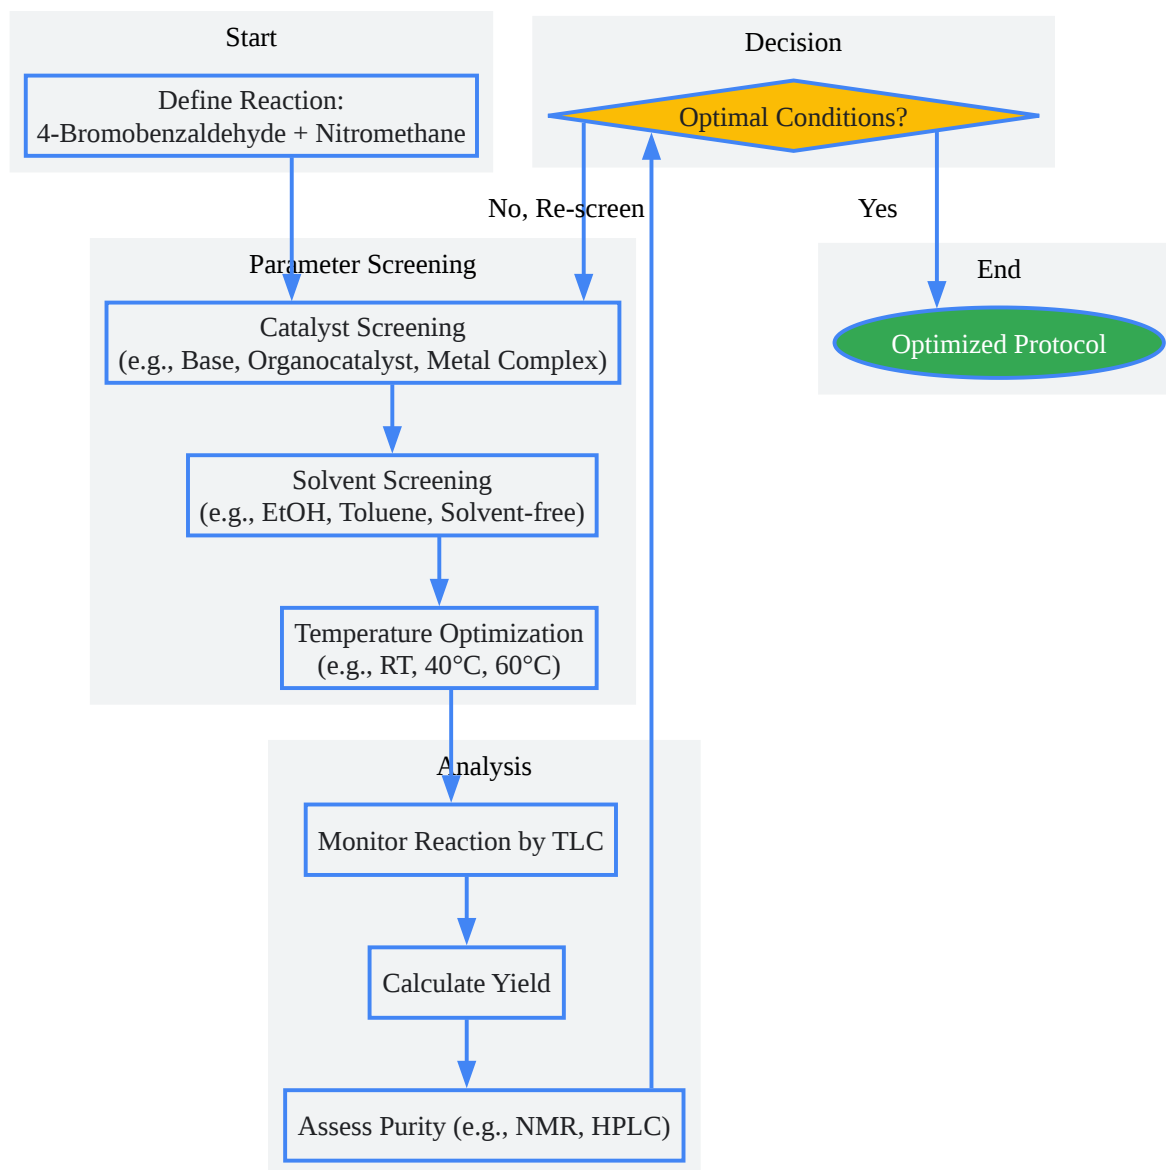 Start
Define Reaction:
4-Bromobenzaldehyde + Nitromethane
Decision
Optimal Conditions?
No, Re-screen
Yes
Parameter Screening
Catalyst Screening
(e.g., Base, Organocatalyst, Metal Complex)
Solvent Screening
(e.g., EtOH, Toluene, Solvent-free)
Temperature Optimization
(e.g., RT, 40°C, 60°C)
End
Optimized Protocol
Analysis
Monitor Reaction by TLC
Calculate Yield
Assess Purity (e.g., NMR, HPLC)